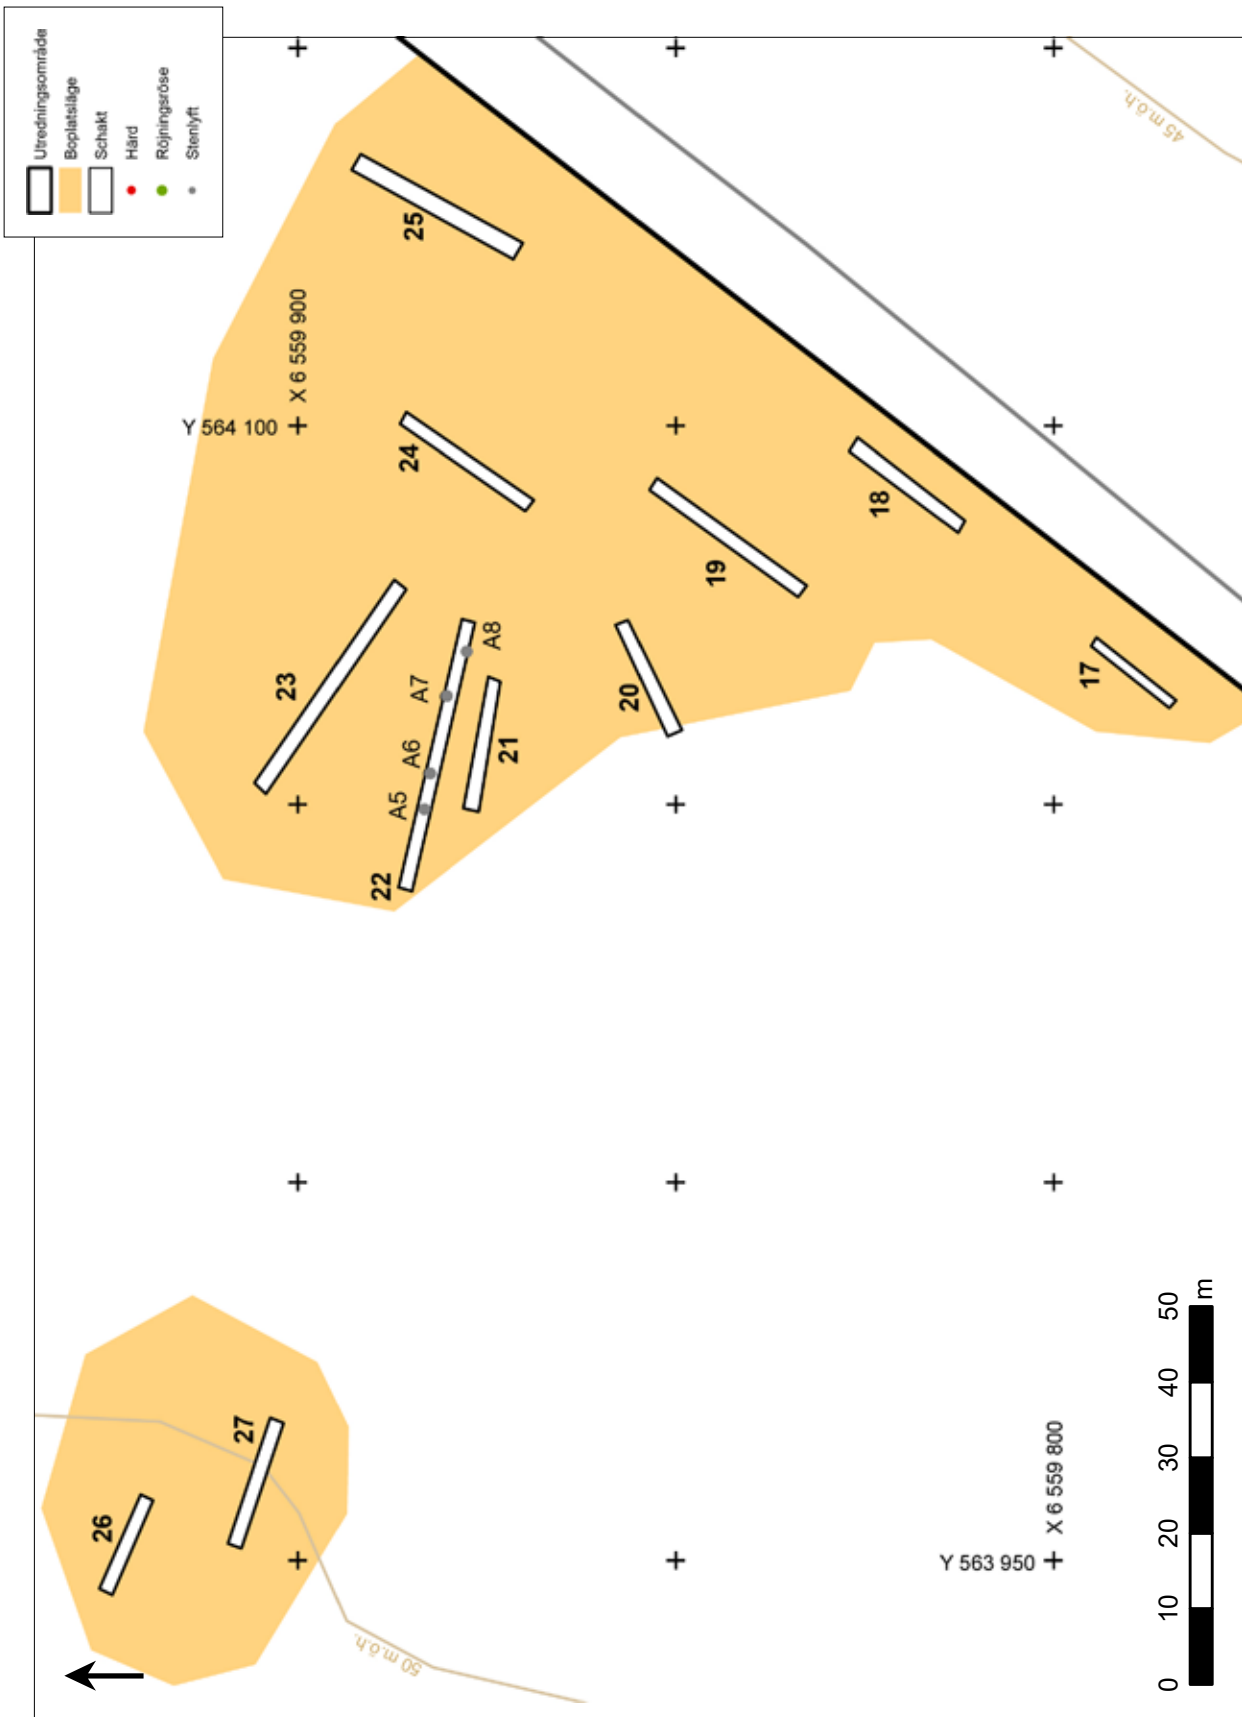 Utredningsområde
Boplatsläge
Schakt
Härd
Röjningsröse
Stenlyft
45 m.ö.h.
25
X 6 559 900
Y 564 100
24
18
19
23
A8
A7
17
20
A6
21
A5
22
27
26
50 m.ö.h.
X 6 559 800
Y 563 950
0 10 20 30 40 50
m